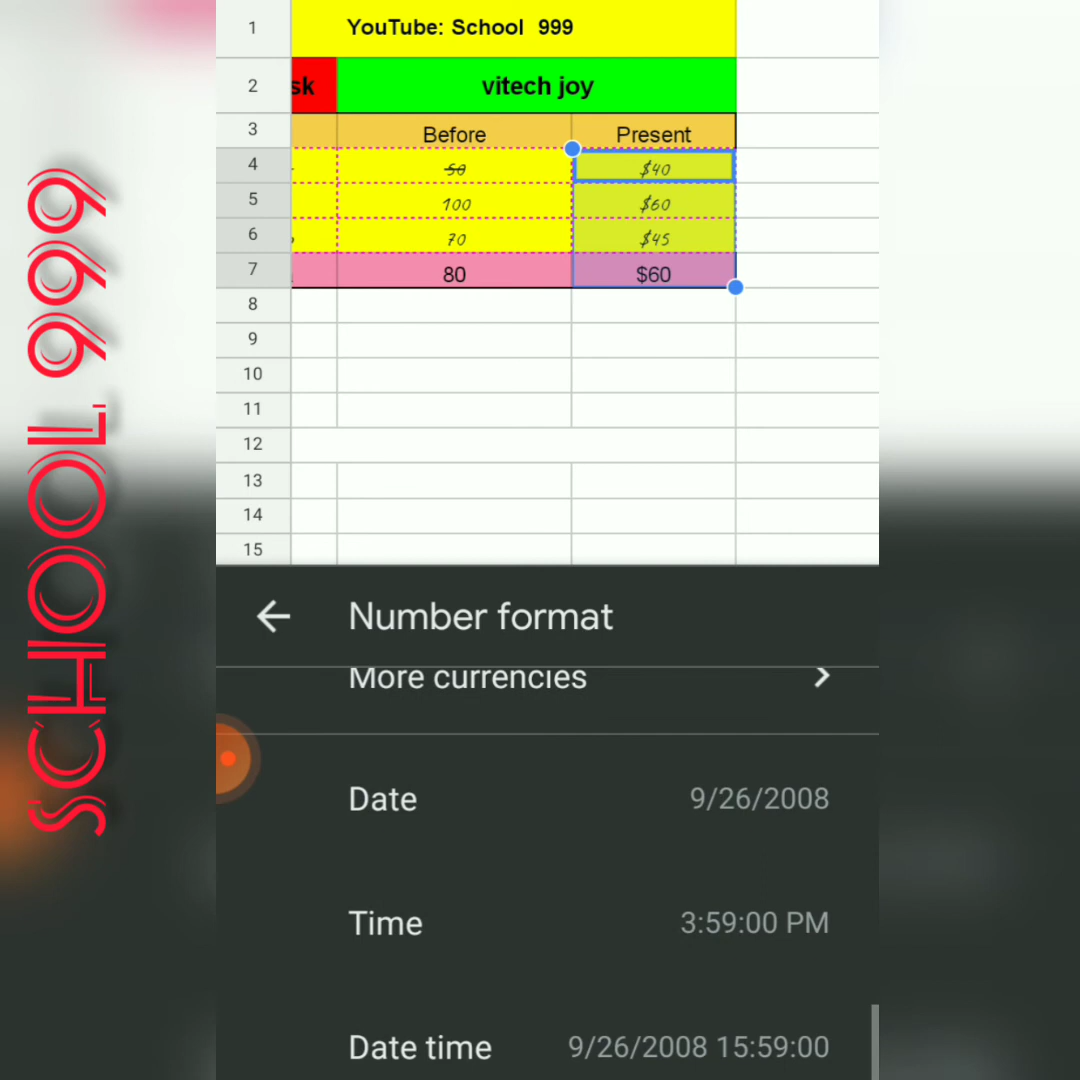 SCHOOL 999
1 YouTube: School 999
2 sk vitech joy
3 Before Present
4 50 $40
5 100 $60
6 70 $45
7 80 $60
8
9
10
11
12
13
14
15
Number format
More currencies
Date 9/26/2008
Time 3:59:00 PM
Date time 9/26/2008 15:59:00